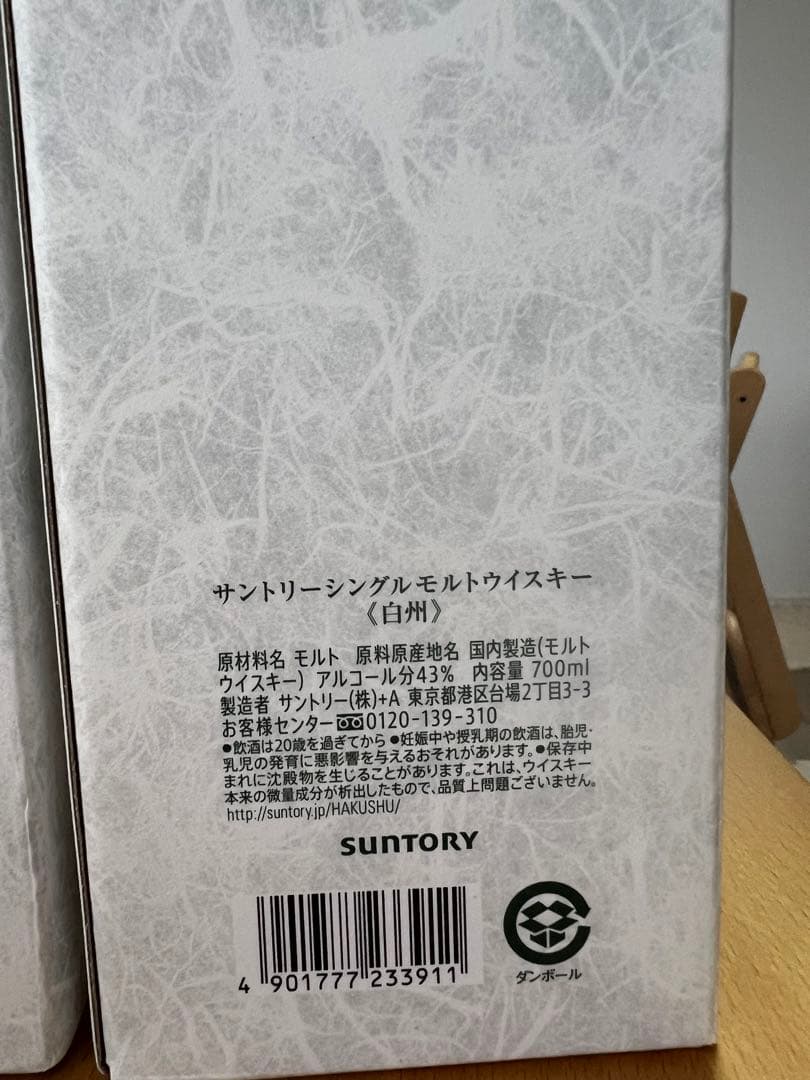 サントリーシングルモルトウイスキー
《白州》
原材料名 モルト 原料原産地名 国内製造(モルト
ウイスキー) アルコール分43% 内容量 700ml
製造者 サントリー(株)+A 東京都港区台場2丁目3-3
お客様センター 0120-139-310
●飲酒は20歳を過ぎてから ●妊娠中や授乳期の飲酒は、胎児・
乳児の発育に悪影響を与えるおそれがあります。●保存中
まれに沈殿物を生じることがあります。これは、ウイスキー
本来の微量成分が析出したもので、品質上問題ございません。
http://suntory.jp/HAKUSHU/
SUNTORY
4 901777 233911
ダンボール